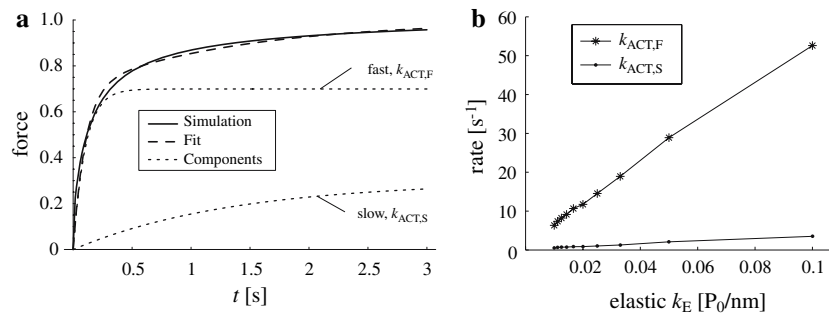 a
force
1.0
0.8
0.6
0.4
0.2
0.0
fast, kACT,F
Simulation
Fit
Components
slow, kACT,S
0.5
1
1.5
2
2.5
3
t [s]
b
rate [s-1]
60
50
40
30
20
10
0
kACT,F
kACT,S
0.02
0.04
0.06
0.08
0.1
elastic kE [P0/nm]